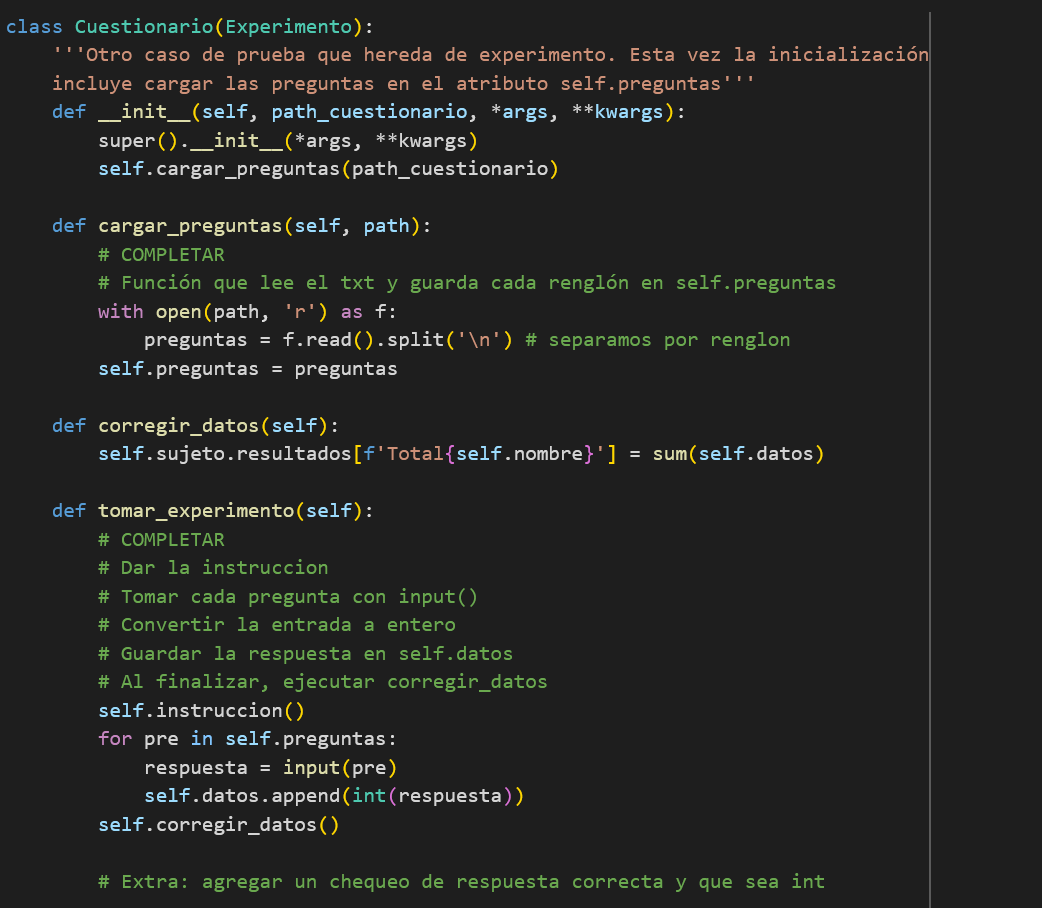 class Cuestionario(Experimento):
    '''Otro caso de prueba que hereda de experimento. Esta vez la inicialización
    incluye cargar las preguntas en el atributo self.preguntas'''
    def __init__(self, path_cuestionario, *args, **kwargs):
        super().__init__(*args, **kwargs)
        self.cargar_preguntas(path_cuestionario)

    def cargar_preguntas(self, path):
        # COMPLETAR
        # Función que lee el txt y guarda cada renglón en self.preguntas
        with open(path, 'r') as f:
            preguntas = f.read().split('\n') # separamos por renglon
        self.preguntas = preguntas

    def corregir_datos(self):
        self.sujeto.resultados[f'Total{self.nombre}'] = sum(self.datos)

    def tomar_experimento(self):
        # COMPLETAR
        # Dar la instruccion
        # Tomar cada pregunta con input()
        # Convertir la entrada a entero
        # Guardar la respuesta en self.datos
        # Al finalizar, ejecutar corregir_datos
        self.instruccion()
        for pre in self.preguntas:
            respuesta = input(pre)
            self.datos.append(int(respuesta))
        self.corregir_datos()

        # Extra: agregar un chequeo de respuesta correcta y que sea int